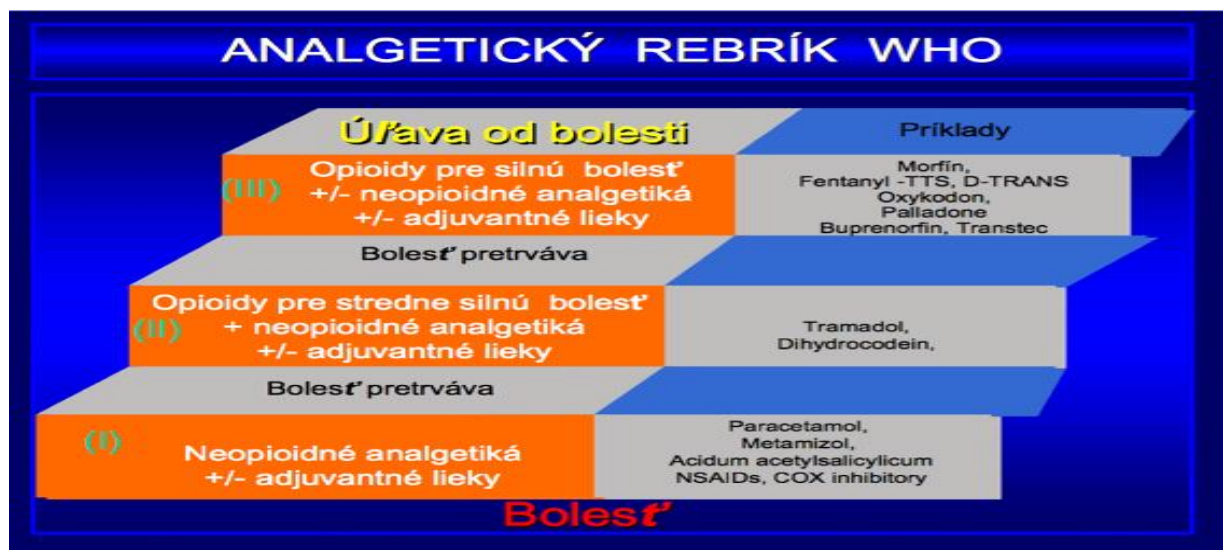 ANALGETICKÝ REBRÍK WHO
Úľava od bolesti
Príklady
(III)
Opioidy pre silnú bolesť
+/- neopioidné analgetiká
+/- adjuvantné lieky
Morfín,
Fentanyl -TTS, D-TRANS
Oxykodon,
Palladone
Buprenorfin, Transtec
Bolesť pretrváva
(II)
Opioidy pre stredne silnú bolesť
+ neopioidné analgetiká
+/- adjuvantné lieky
Tramadol,
Dihydrocodein,
Bolesť pretrváva
(I)
Neopioidné analgetiká
+/- adjuvantné lieky
Paracetamol,
Metamizol,
Acidum acetylsalicylicum
NSAIDs, COX inhibitory
Bolesť